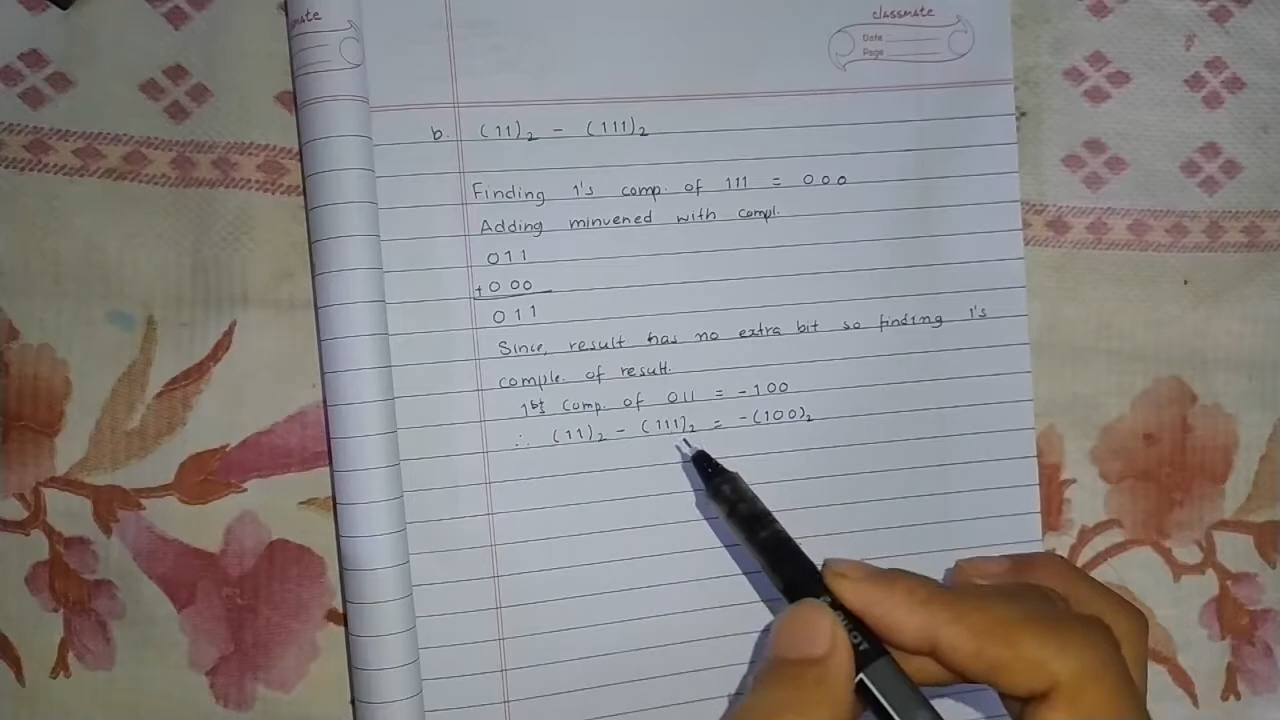 classmate
Date
Page
b. (11)₂ - (111)₂
Finding 1's comp. of 111 = 000
Adding minvened with compl.
011
+000
011
Since, result has no extra bit so finding 1's
comple. of result.
1st comp. of 011 = -100
∴ (11)₂ - (111)₂ = -(100)₂